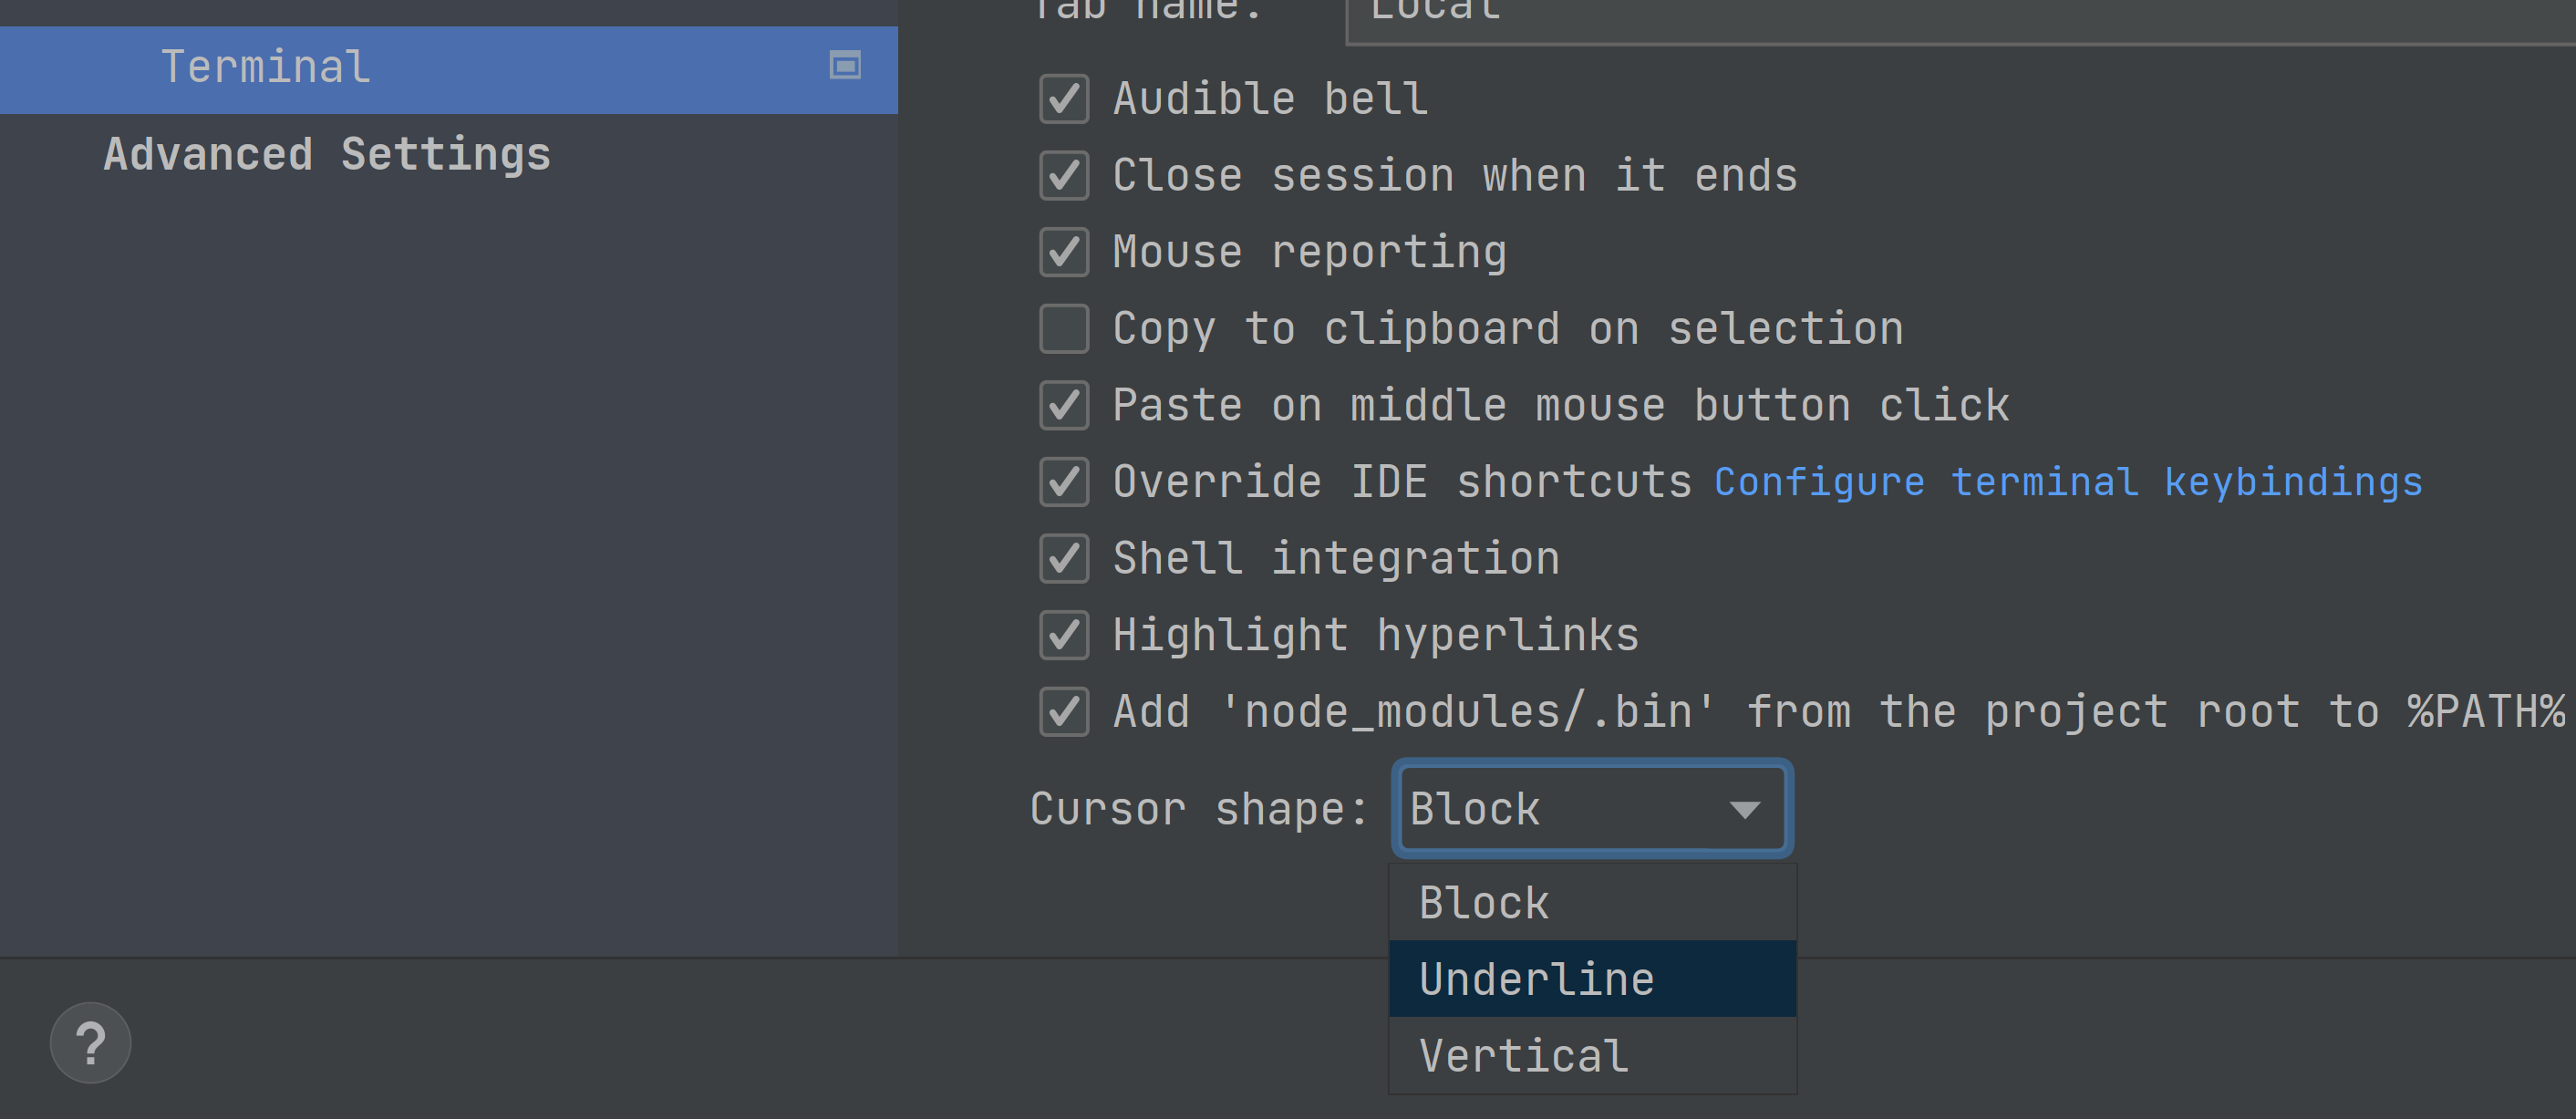 Terminal
Advanced Settings
Tab name: Local
Audible bell
Close session when it ends
Mouse reporting
Copy to clipboard on selection
Paste on middle mouse button click
Override IDE shortcuts Configure terminal keybindings
Shell integration
Highlight hyperlinks
Add 'node_modules/.bin' from the project root to %PATH%
Cursor shape: Block
Block
Underline
Vertical
?